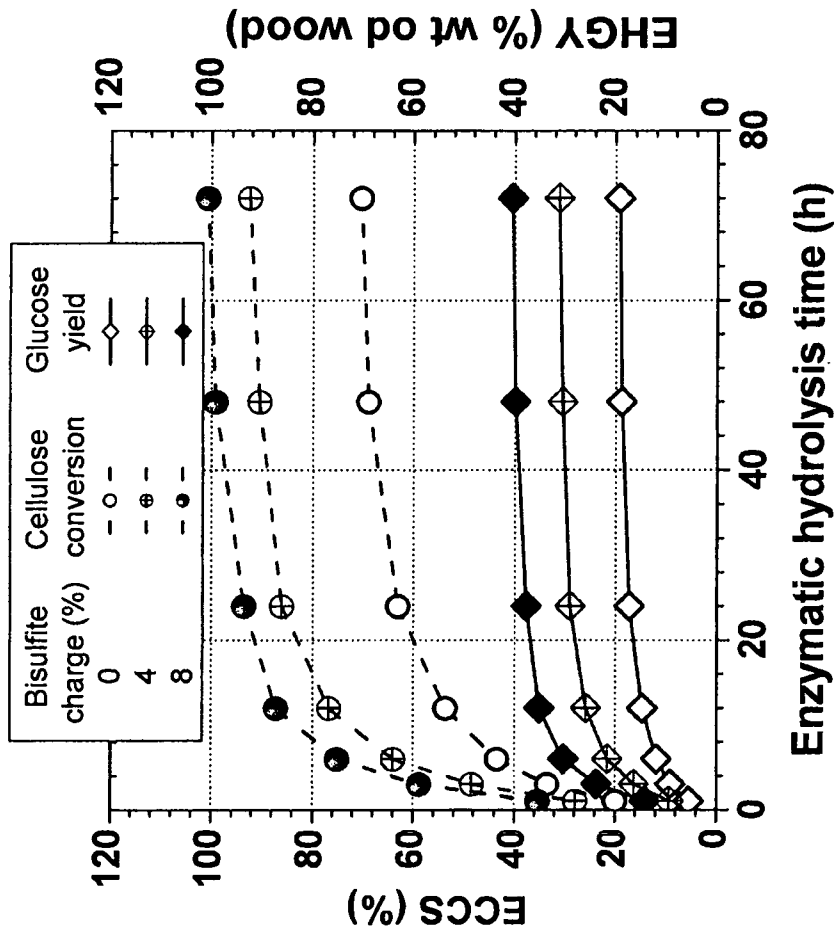 Bisulfite Cellulose Glucose
charge (%) conversion yield
0
4
8
ECCS (%)
120
100
80
60
40
20
0
EHGY (% wt od wood)
120
100
80
60
40
20
0
0 20 40 60 80
Enzymatic hydrolysis time (h)